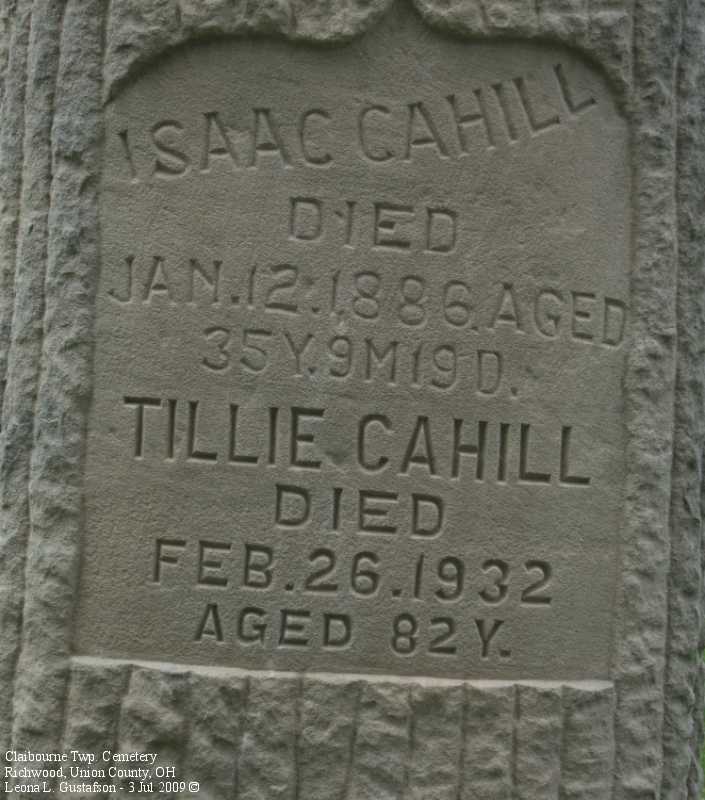 ISAAC CAHILL
DIED
JAN. 12. 1886. AGED
35Y. 9M 19D.
TILLIE CAHILL
DIED
FEB. 26. 1932
AGED 82Y.
Claibourne Twp. Cemetery
Richwood, Union County, OH
Leona L. Gustafson - 3 Jul 2009 ©